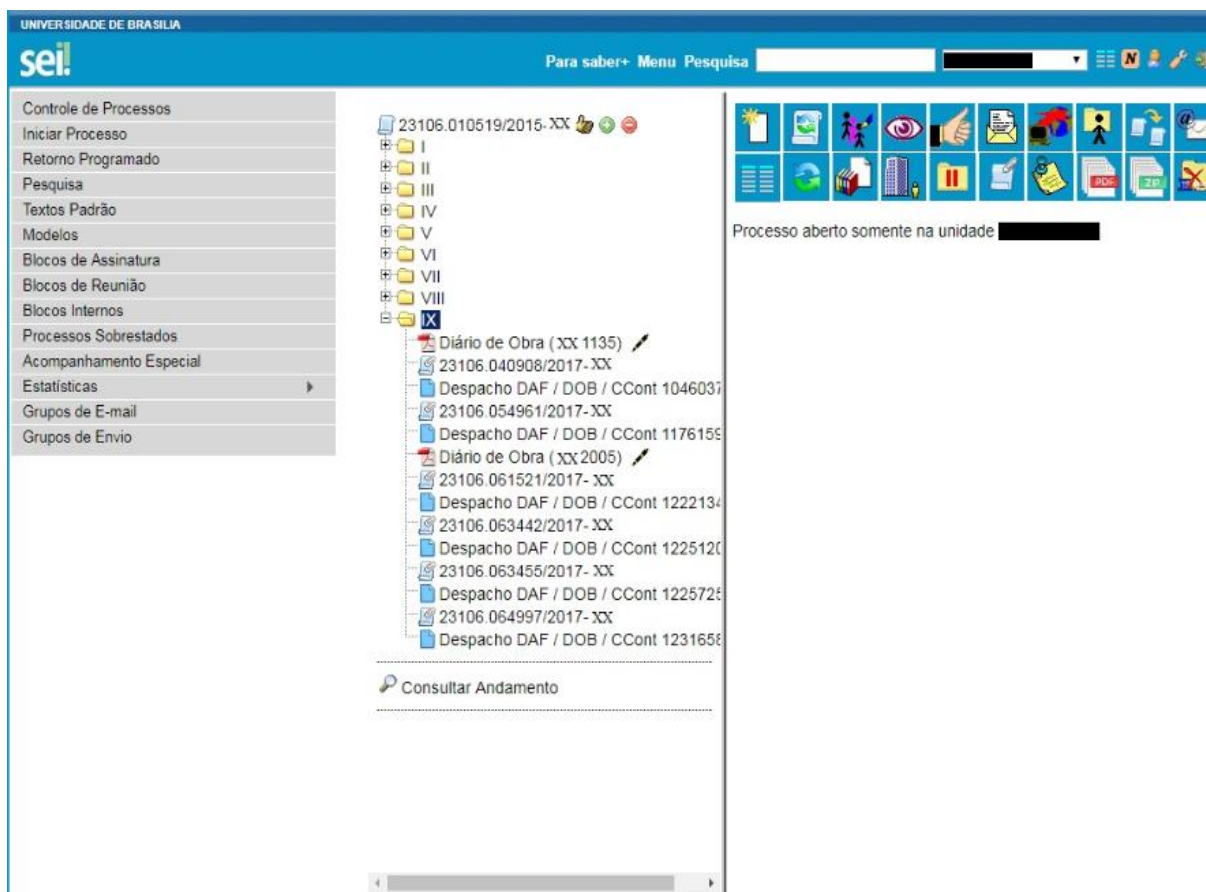 UNIVERSIDADE DE BRASILIA
sei!
Para saber+ Menu Pesquisa
N
Controle de Processos
Iniciar Processo
Retorno Programado
Pesquisa
Textos Padrão
Modelos
Blocos de Assinatura
Blocos de Reunião
Blocos Internos
Processos Sobrestados
Acompanhamento Especial
Estatísticas
Grupos de E-mail
Grupos de Envio
23106.010519/2015-XX
I
II
III
IV
V
VI
VII
VIII
IX
Diário de Obra (XX 1135)
23106.040908/2017-XX
Despacho DAF / DOB / CCont 1046037
23106.054961/2017-XX
Despacho DAF / DOB / CCont 1176159
Diário de Obra (XX 2005)
23106.061521/2017- XX
Despacho DAF / DOB / CCont 1222134
23106.063442/2017- XX
Despacho DAF / DOB / CCont 1225120
23106.063455/2017- XX
Despacho DAF / DOB / CCont 1225725
23106.064997/2017- XX
Despacho DAF / DOB / CCont 1231658
Consultar Andamento
@
PDF
ZIP
Processo aberto somente na unidade